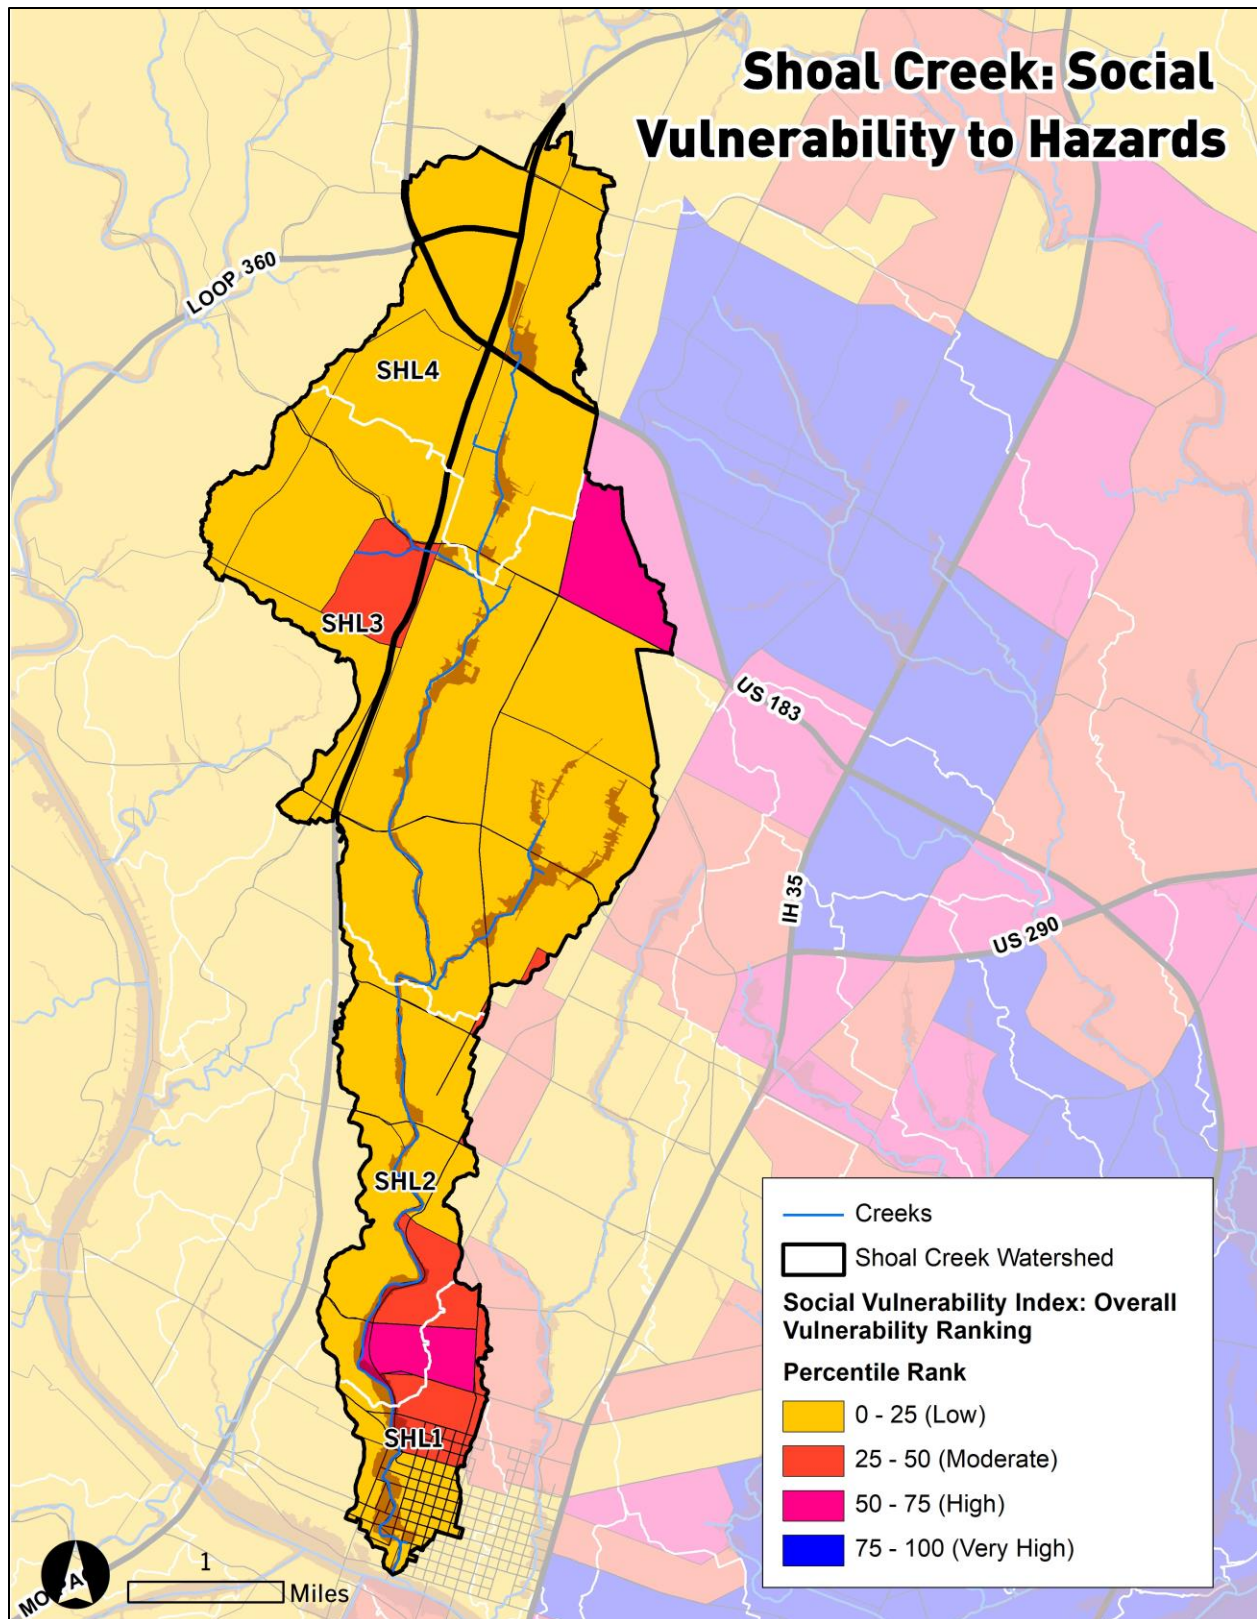 Shoal Creek: Social
Vulnerability to Hazards
LOOP 360
SHL4
SHL3
US 183
IH 35
US 290
SHL2
SHL1
Creeks
Shoal Creek Watershed
Social Vulnerability Index: Overall
Vulnerability Ranking
Percentile Rank
0 - 25 (Low)
25 - 50 (Moderate)
50 - 75 (High)
75 - 100 (Very High)
1
Miles